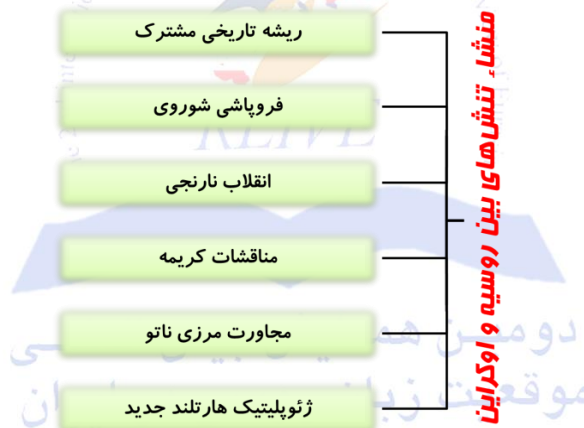 منشاء تنش‌های بین روسیه و اوکراین
ریشه تاریخی مشترک
فروپاشی شوروی
انقلاب نارنجی
مناقشات کریمه
مجاورت مرزی ناتو
ژئوپلیتیک هارتلند جدید